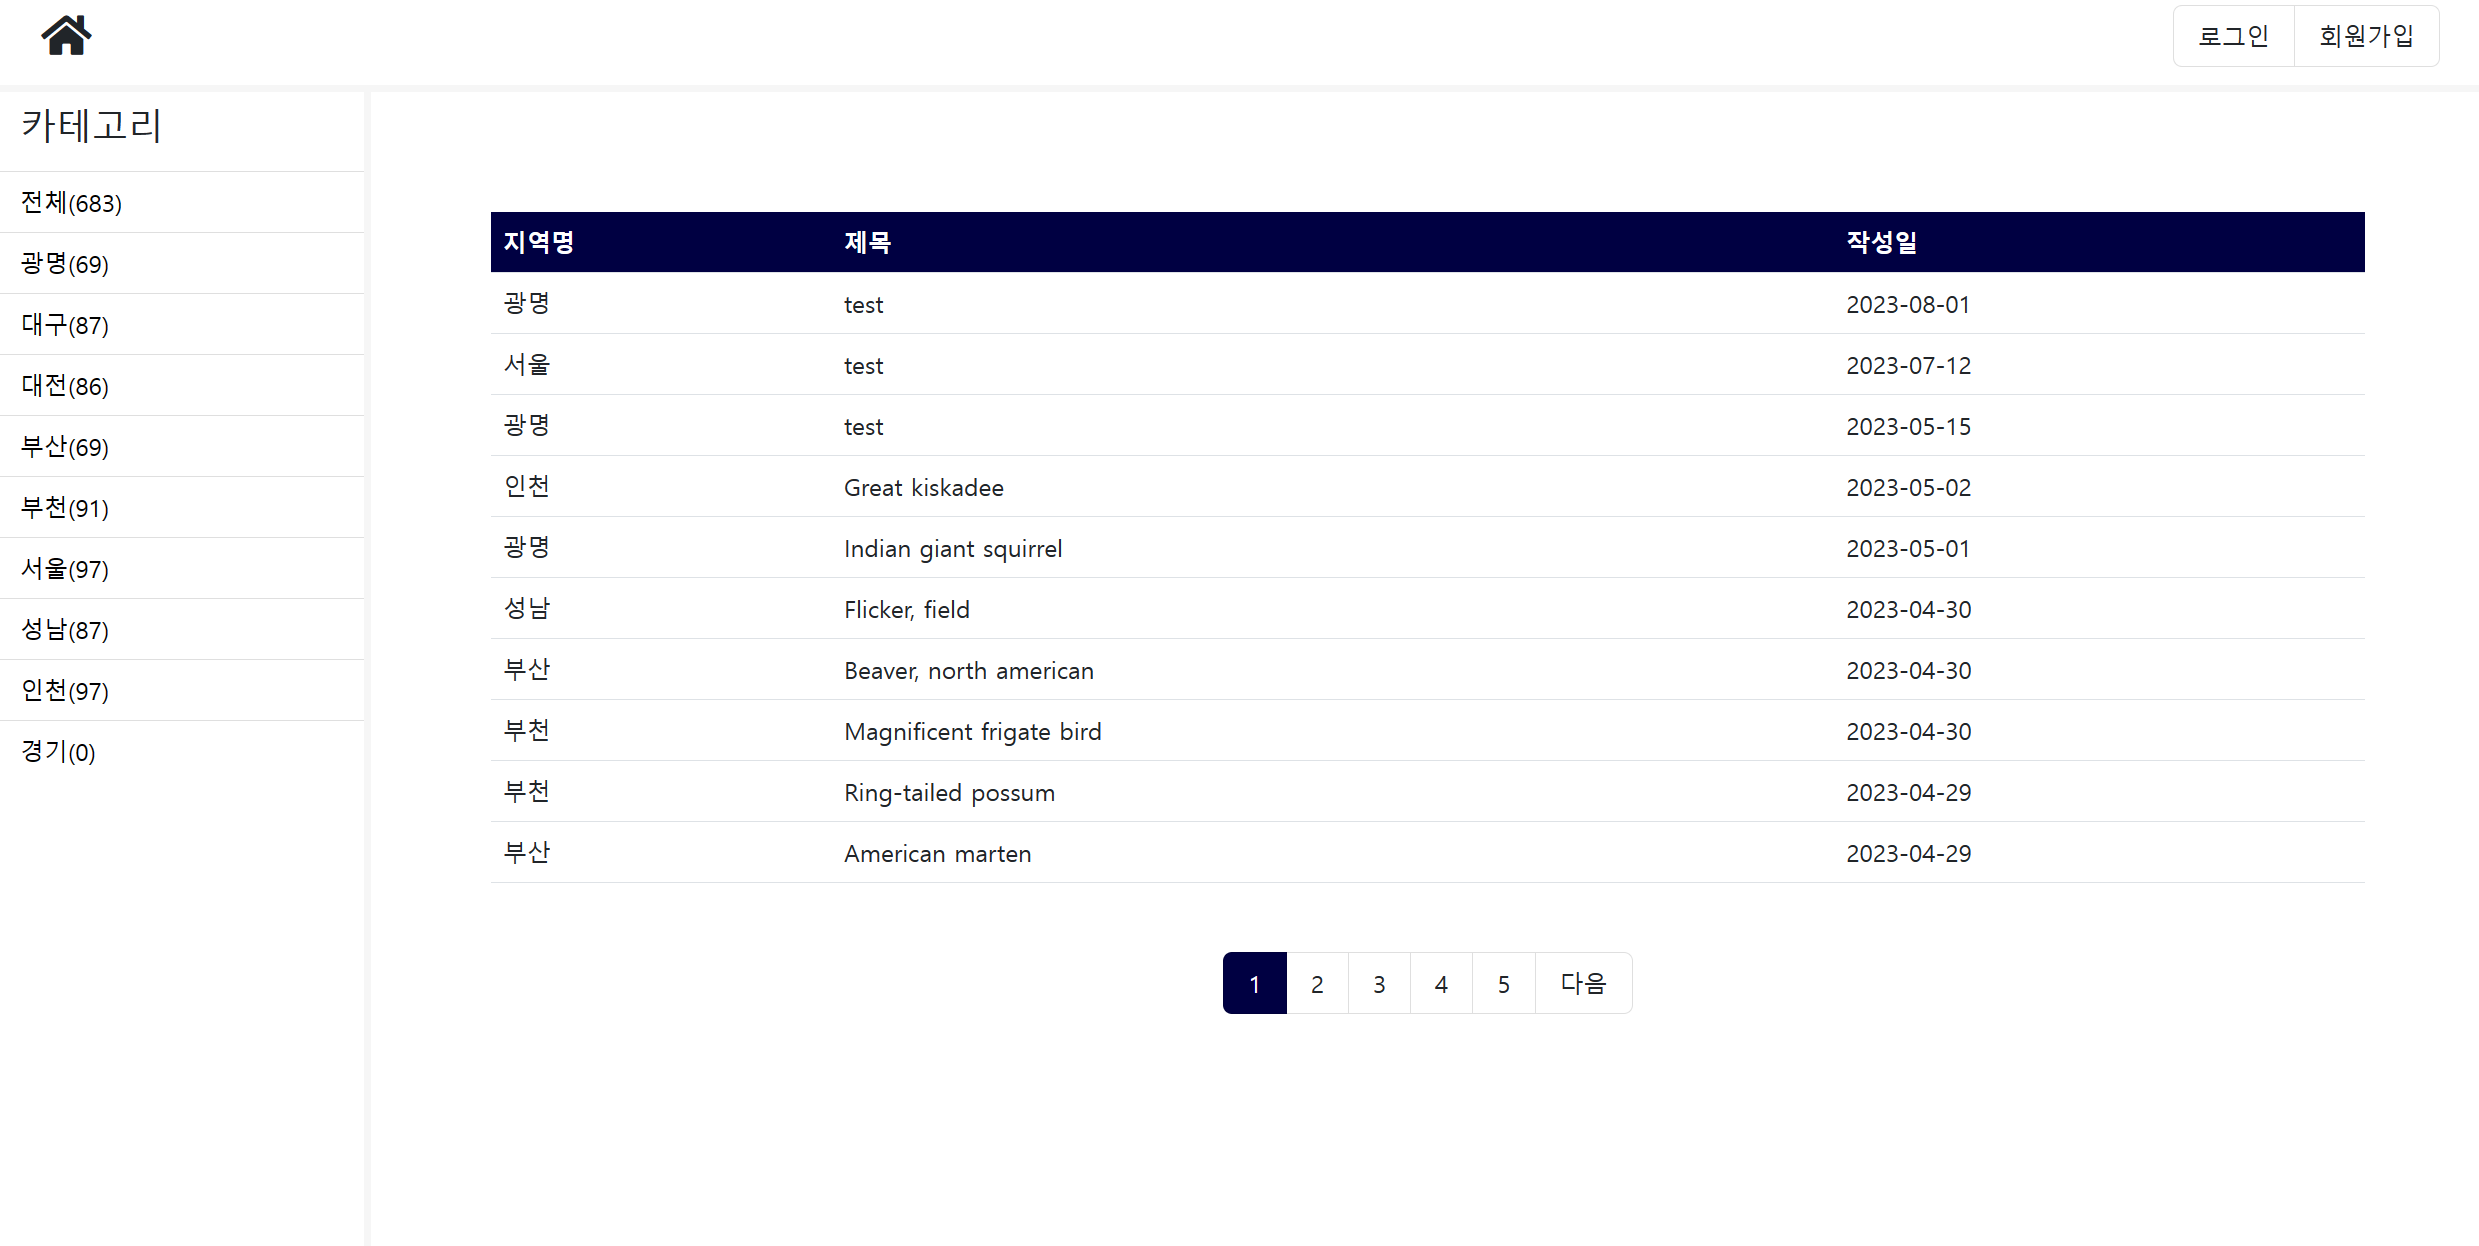 로그인 회원가입
카테고리
전체(683)
광명(69)
대구(87)
대전(86)
부산(69)
부천(91)
서울(97)
성남(87)
인천(97)
경기(0)
지역명 제목 작성일
광명 test 2023-08-01
서울 test 2023-07-12
광명 test 2023-05-15
인천 Great kiskadee 2023-05-02
광명 Indian giant squirrel 2023-05-01
성남 Flicker, field 2023-04-30
부산 Beaver, north american 2023-04-30
부천 Magnificent frigate bird 2023-04-30
부천 Ring-tailed possum 2023-04-29
부산 American marten 2023-04-29
1 2 3 4 5 다음